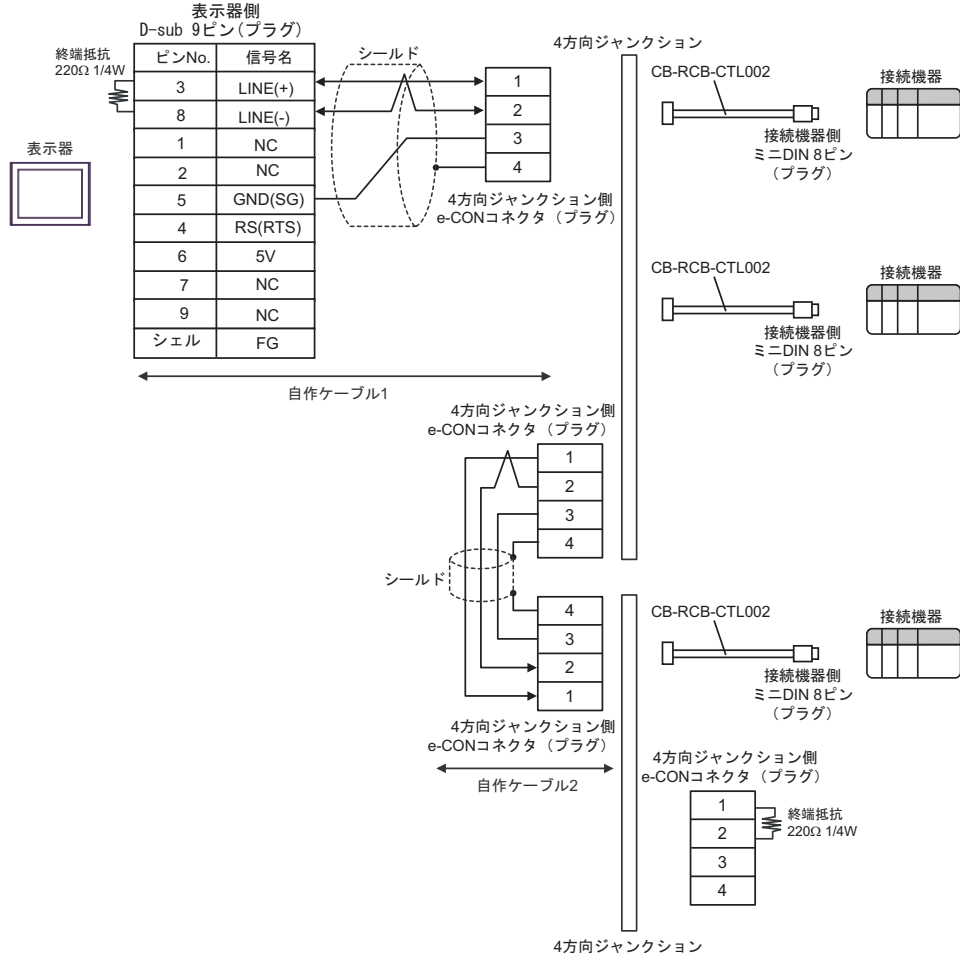 表示器側
D-sub 9ピン(プラグ)
終端抵抗
220Ω 1/4W
ピンNo. 信号名
3 LINE(+)
8 LINE(-)
1 NC
2 NC
5 GND(SG)
4 RS(RTS)
6 5V
7 NC
9 NC
シェル FG
表示器
シールド
1
2
3
4
4方向ジャンクション側
e-CONコネクタ（プラグ）
自作ケーブル1
4方向ジャンクション
CB-RCB-CTL002
接続機器側
ミニDIN 8ピン
（プラグ）
接続機器
CB-RCB-CTL002
接続機器側
ミニDIN 8ピン
（プラグ）
接続機器
4方向ジャンクション側
e-CONコネクタ（プラグ）
1
2
3
4
シールド
4
3
2
1
4方向ジャンクション側
e-CONコネクタ（プラグ）
自作ケーブル2
CB-RCB-CTL002
接続機器側
ミニDIN 8ピン
（プラグ）
接続機器
4方向ジャンクション側
e-CONコネクタ（プラグ）
1
2
3
4
終端抵抗
220Ω 1/4W
4方向ジャンクション